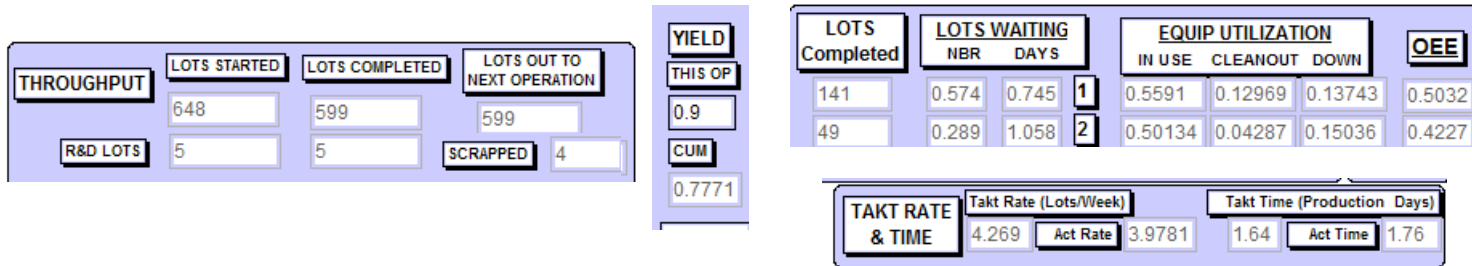 THROUGHPUT
LOTS STARTED LOTS COMPLETED LOTS OUT TO
NEXT OPERATION
648 599 599
R&D LOTS 5 5 SCRAPPED 4
YIELD
THIS OP
0.9
CUM
0.7771
LOTS
Completed
LOTS WAITING
NBR DAYS
EQUIP UTILIZATION
IN USE CLEANOUT DOWN
OEE
141 0.574 0.745 1 0.5591 0.12969 0.13743 0.5032
49 0.289 1.058 2 0.50134 0.04287 0.15036 0.4227
TAKT RATE
& TIME
Takt Rate (Lots/Week) Takt Time (Production Days)
4.269 Act Rate 3.9781 1.64 Act Time 1.76